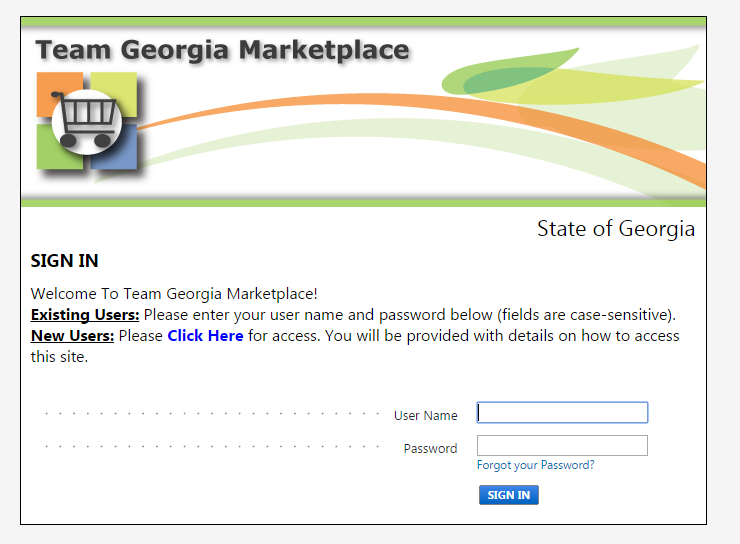 Team Georgia Marketplace
State of Georgia
SIGN IN
Welcome To Team Georgia Marketplace!
Existing Users: Please enter your user name and password below (fields are case-sensitive).
New Users: Please Click Here for access. You will be provided with details on how to access
this site.
User Name
Password
Forgot your Password?
SIGN IN